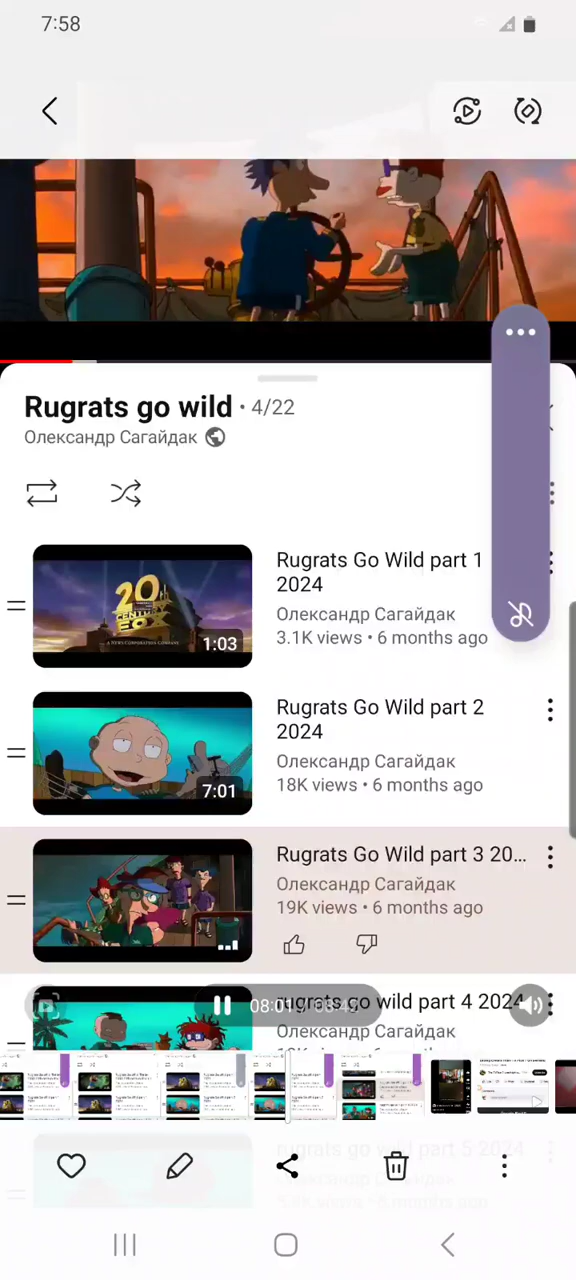 7:58
Rugrats go wild · 4/22
Олександр Сагайдак
Rugrats Go Wild part 1
2024
Олександр Сагайдак
3.1K views • 6 months ago
20
CENTURY
FOX
A NEWS CORPORATION COMPANY
1:03
Rugrats Go Wild part 2
2024
Олександр Сагайдак
18K views • 6 months ago
7:01
Rugrats Go Wild part 3 20...
Олександр Сагайдак
19K views • 6 months ago
rugrats go wild part 4 2024
08:01
Олександр Сагайдак
rugrats go wild part 5 2024